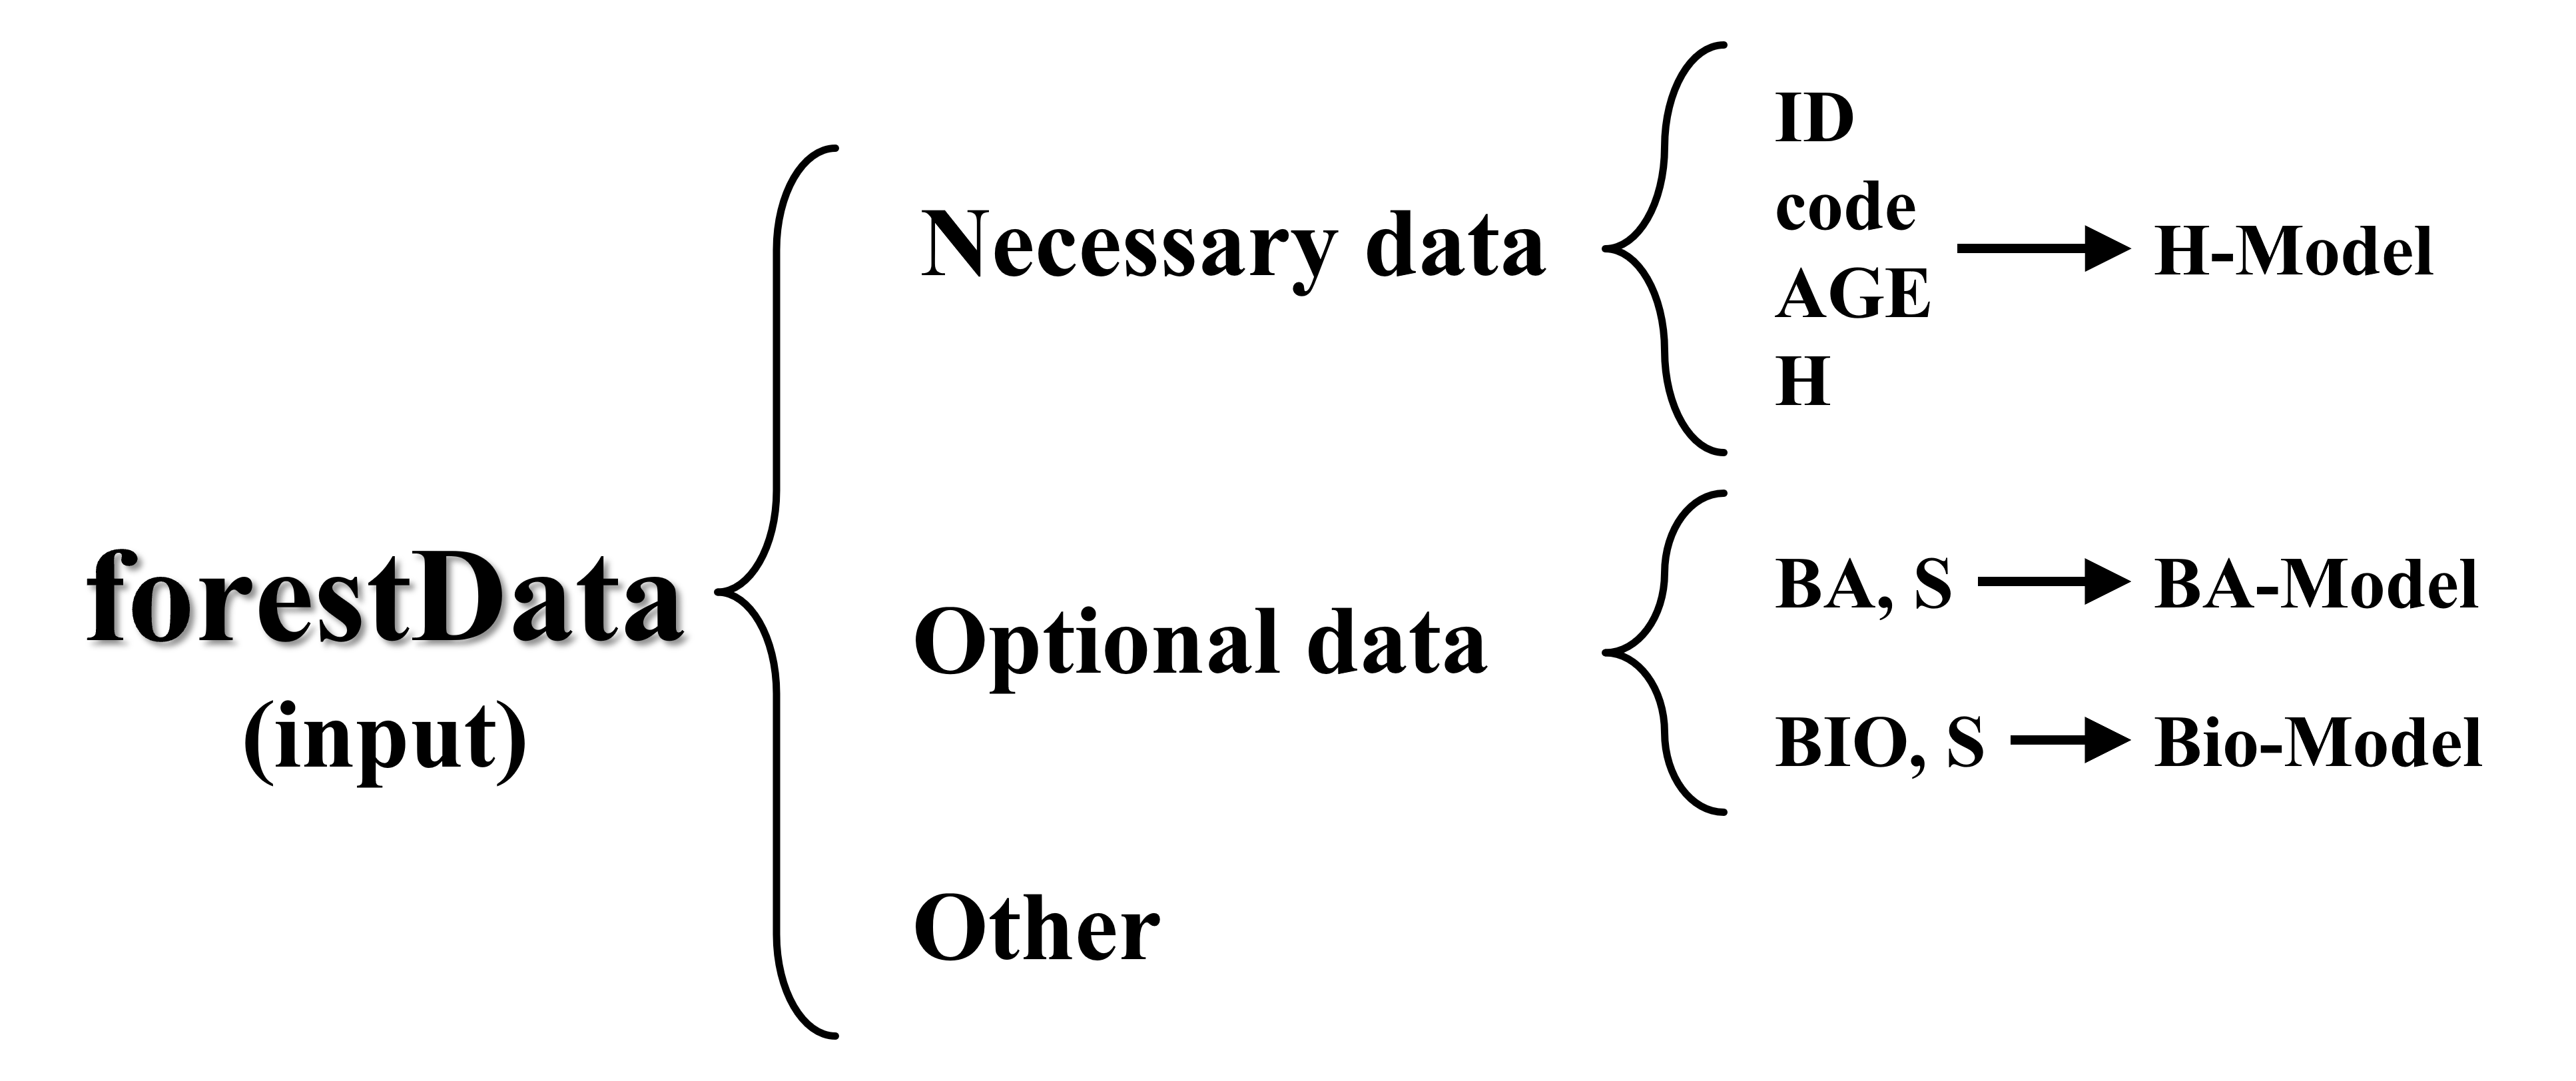 forestData
(input)
Necessary data
ID
code
AGE
H
H-Model
Optional data
BA, S
BA-Model
BIO, S
Bio-Model
Other